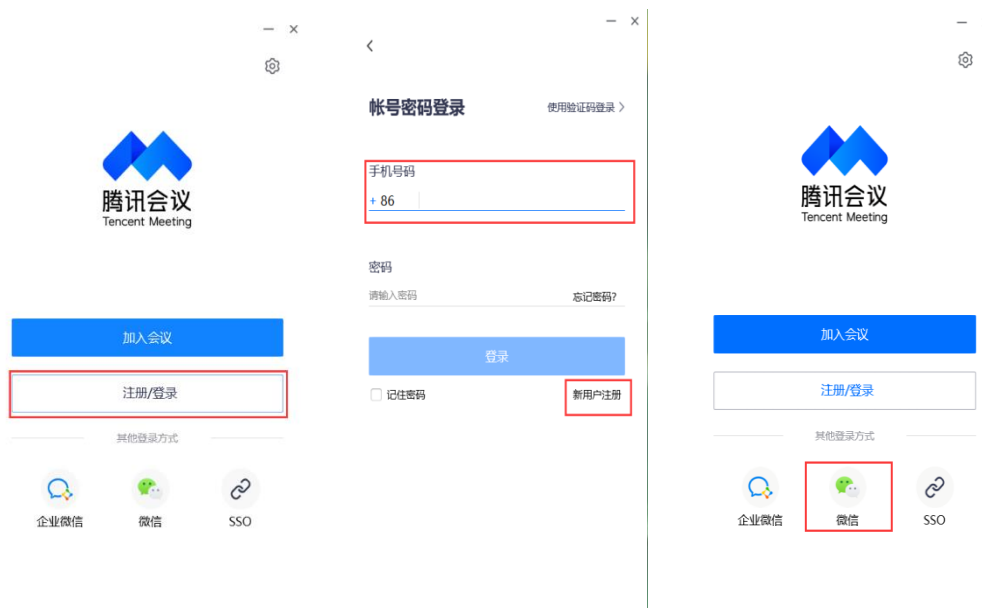 腾讯会议
Tencent Meeting
加入会议
注册/登录
其他登录方式
企业微信
微信
SSO
帐号密码登录
使用验证码登录
手机号码
+ 86
密码
请输入密码
忘记密码?
登录
记住密码
新用户注册
腾讯会议
Tencent Meeting
加入会议
注册/登录
其他登录方式
企业微信
微信
SSO